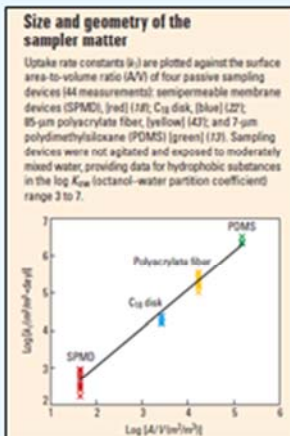 Size and geometry of the
sampler matter
Uptake rate constants (k₁) are plotted against the surface
area-to-volume ratio (A/V) of four passive sampling
devices (44 measurements): semipermeable membrane
devices (SPMD), [red] (18); C₁₈ disk, [blue] (22);
85-µm polyacrylate fiber, [yellow] (43); and 7-µm
polydimethylsiloxane (PDMS) [green] (13). Sampling
devices were not agitated and exposed to moderately
mixed water, providing data for hydrophobic substances
in the log Kow (octanol–water partition coefficient)
range 3 to 7.
7
6
5
4
3
2
PDMS
Polyacrylate fiber
C₁₈ disk
SPMD
1 2 3 4 5 6
Log [A/V(m²/m³)]